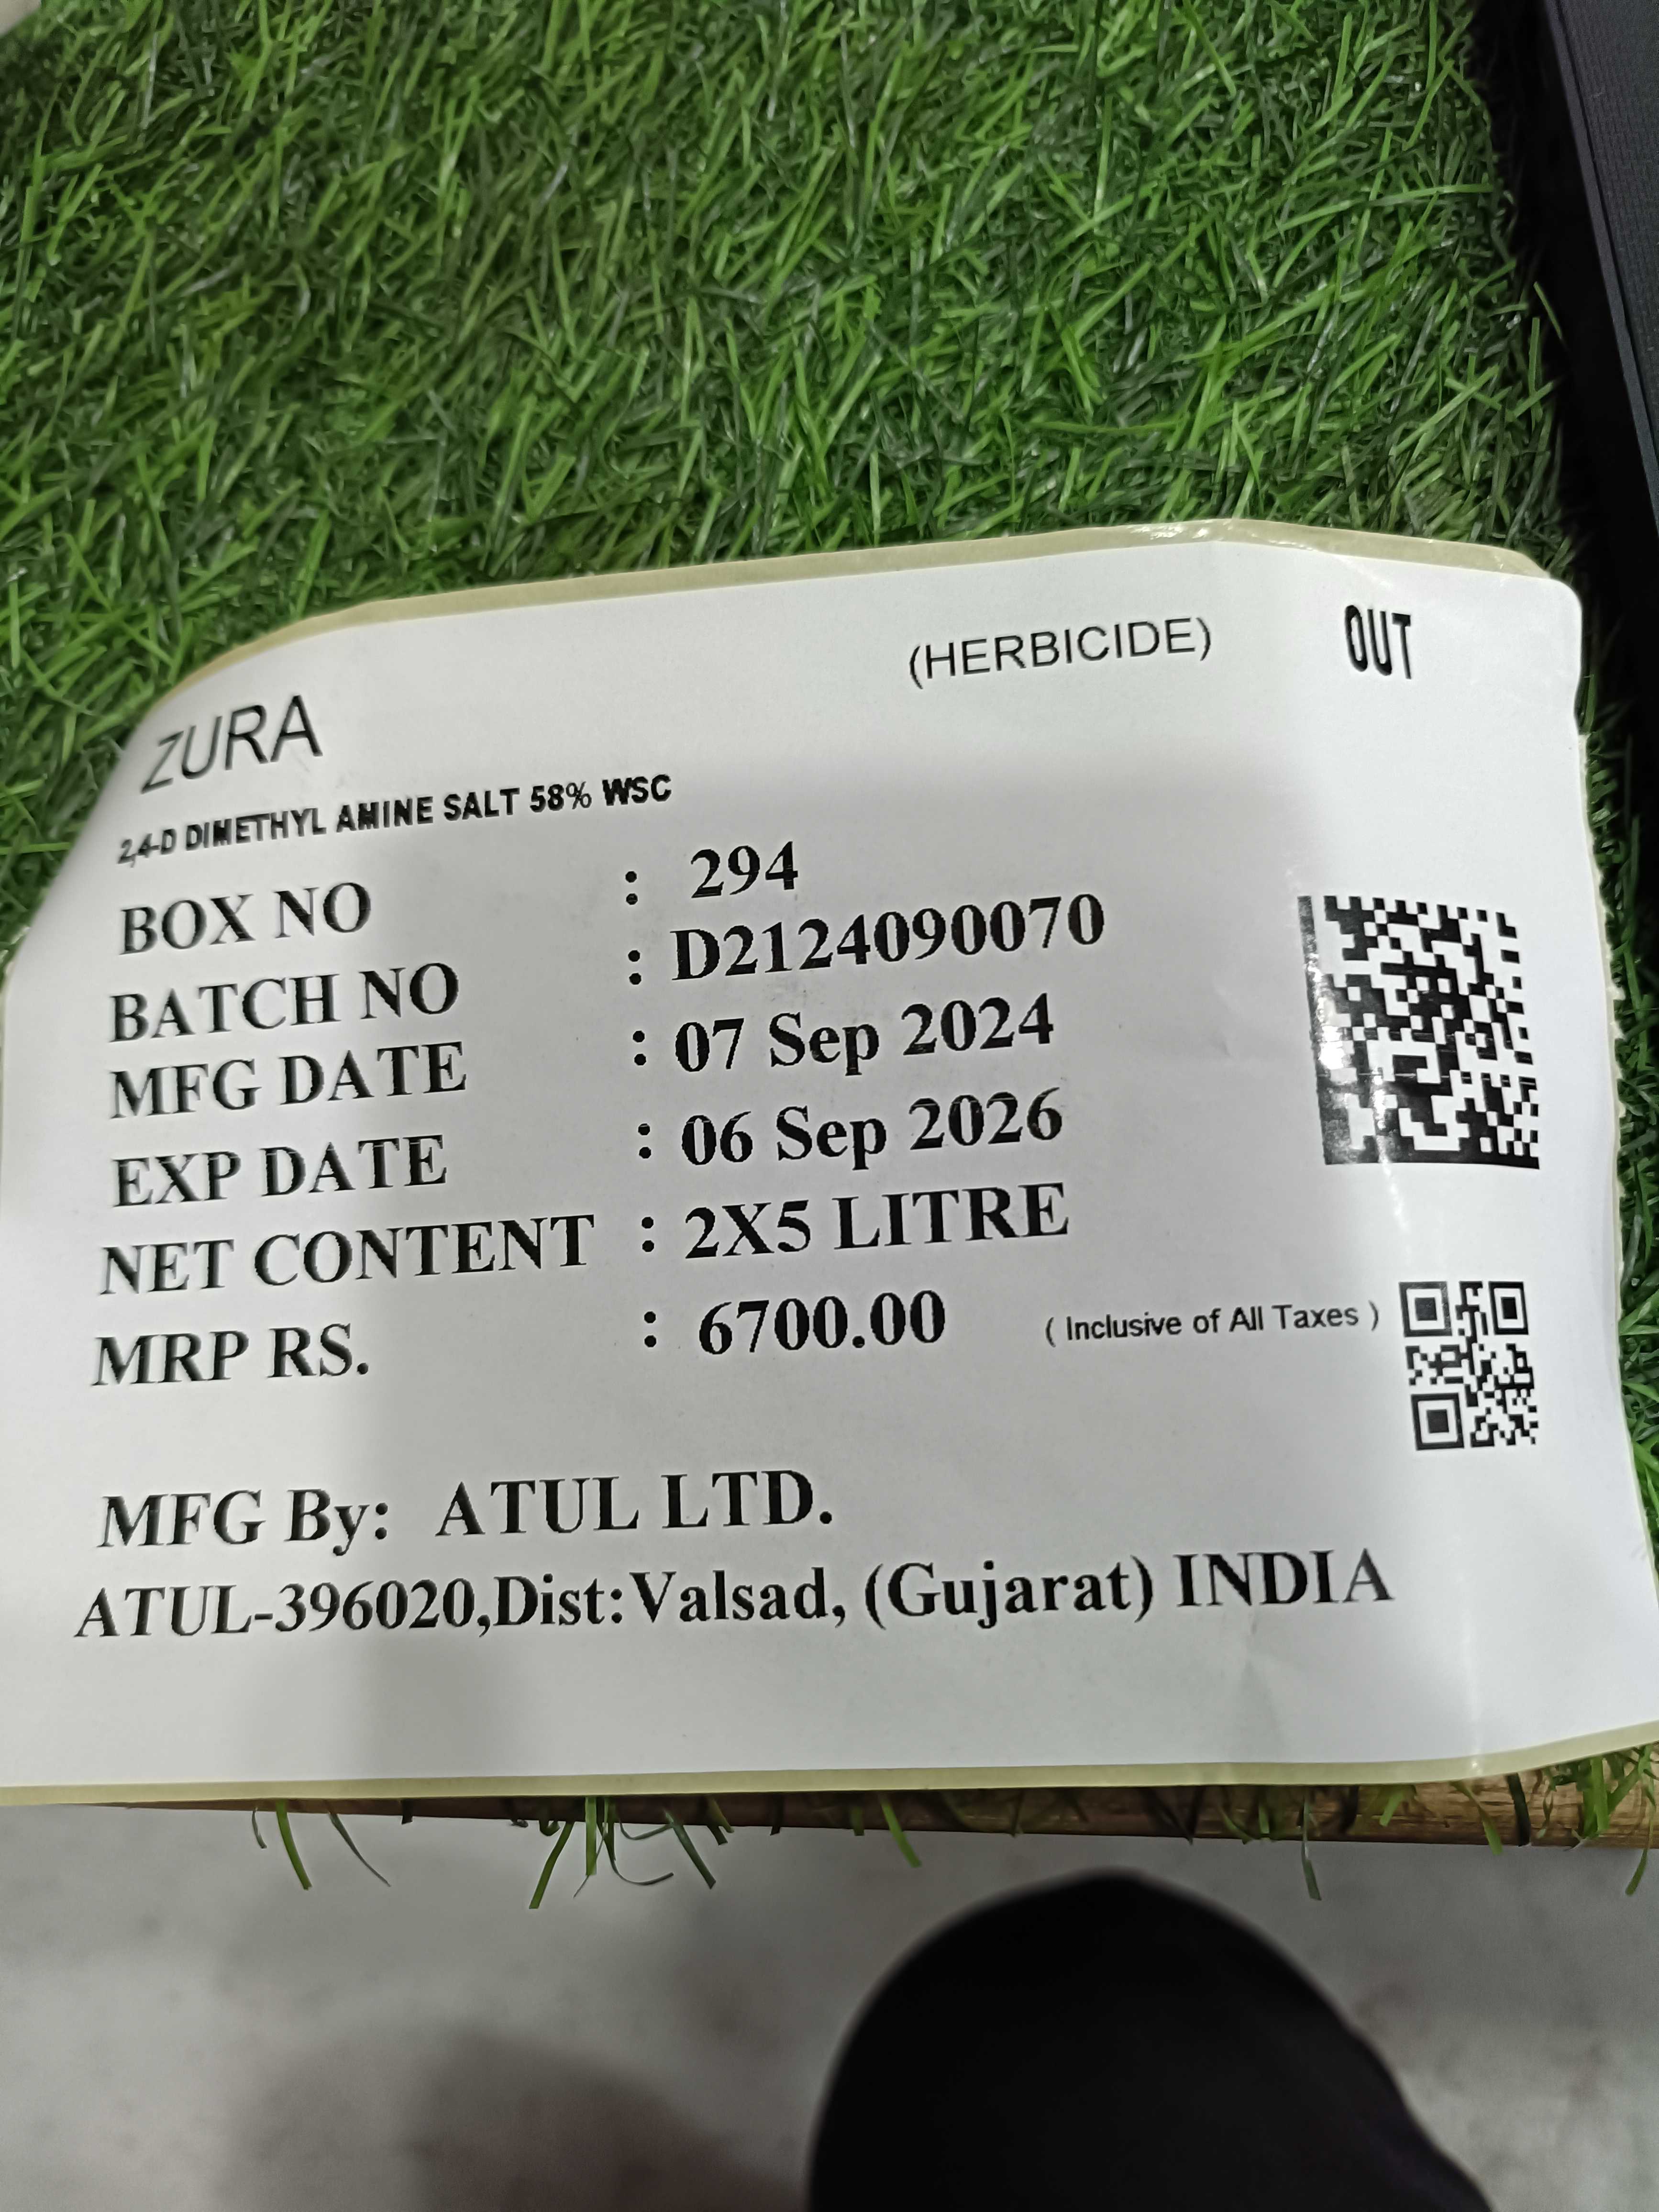 (HERBICIDE) OUT
ZURA
2,4-D DIMETHYL AMINE SALT 58% WSC
BOX NO : 294
BATCH NO : D2124090070
MFG DATE : 07 Sep 2024
EXP DATE : 06 Sep 2026
NET CONTENT : 2X5 LITRE
MRP RS. : 6700.00 ( Inclusive of All Taxes )
MFG By: ATUL LTD.
ATUL-396020,Dist:Valsad, (Gujarat) INDIA